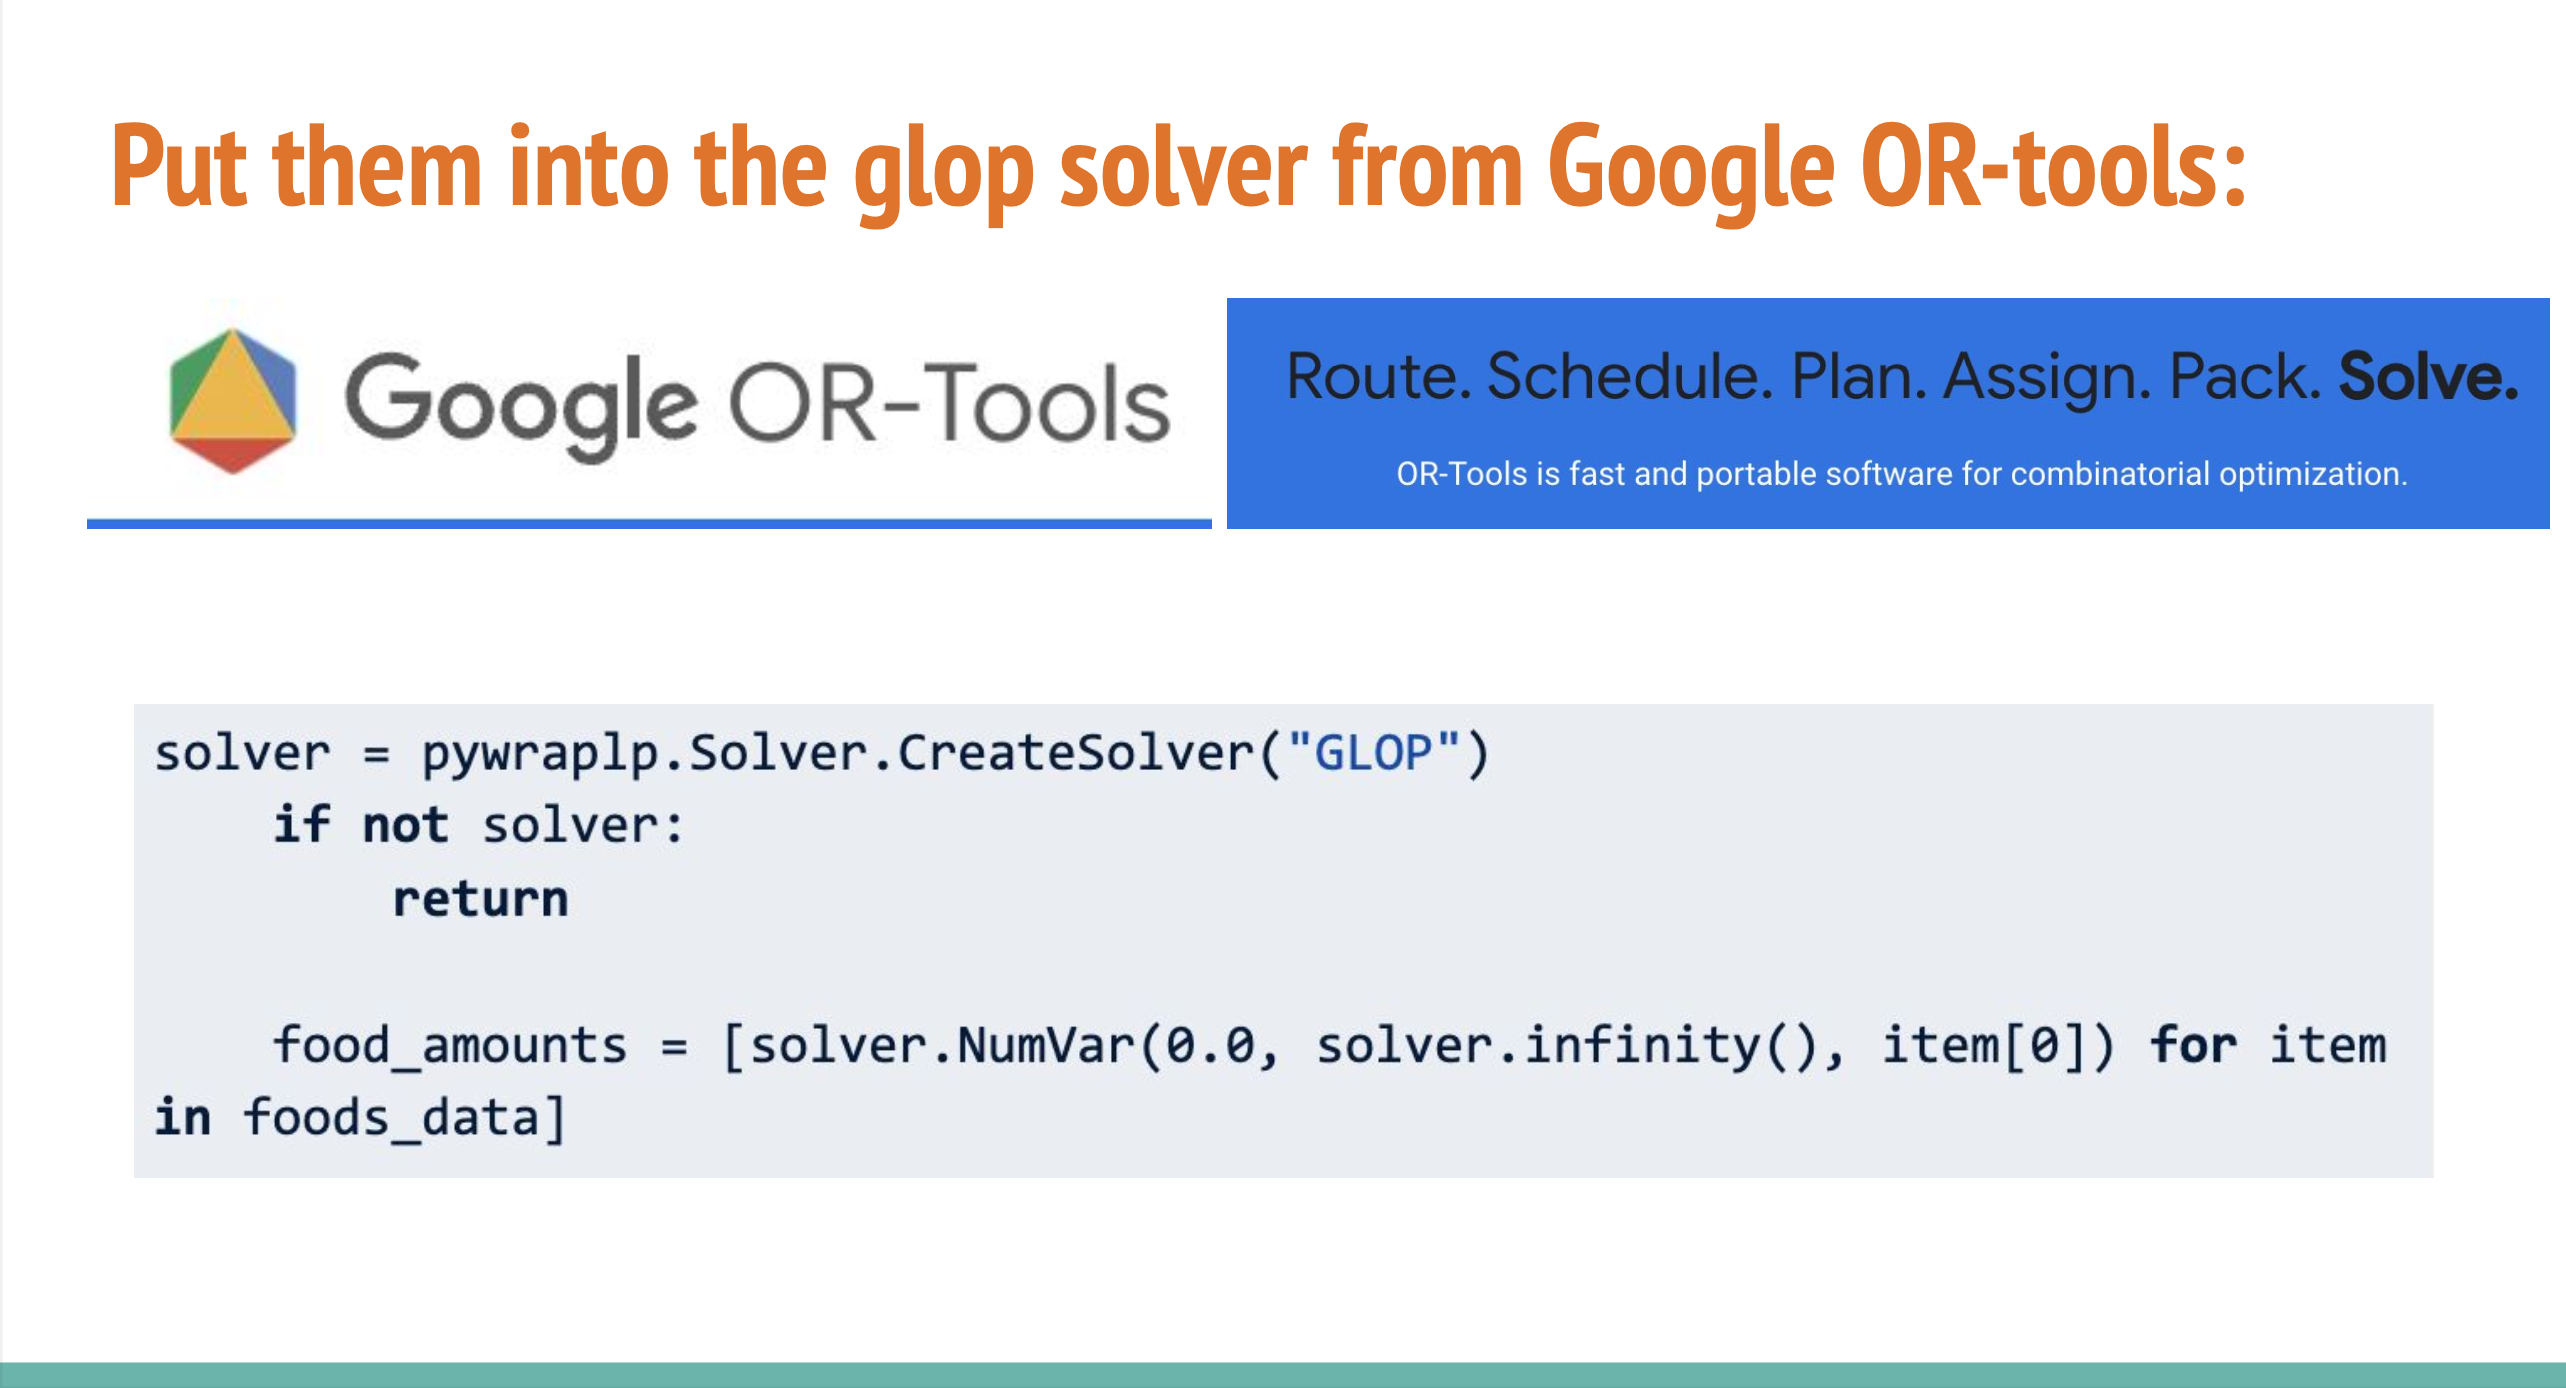 Put them into the glop solver from Google OR-tools:
Google OR-Tools
Route. Schedule. Plan. Assign. Pack. Solve.
OR-Tools is fast and portable software for combinatorial optimization.
solver = pywraplp.Solver.CreateSolver("GLOP")
    if not solver:
        return
    food_amounts = [solver.NumVar(0.0, solver.infinity(), item[0]) for item
in foods_data]